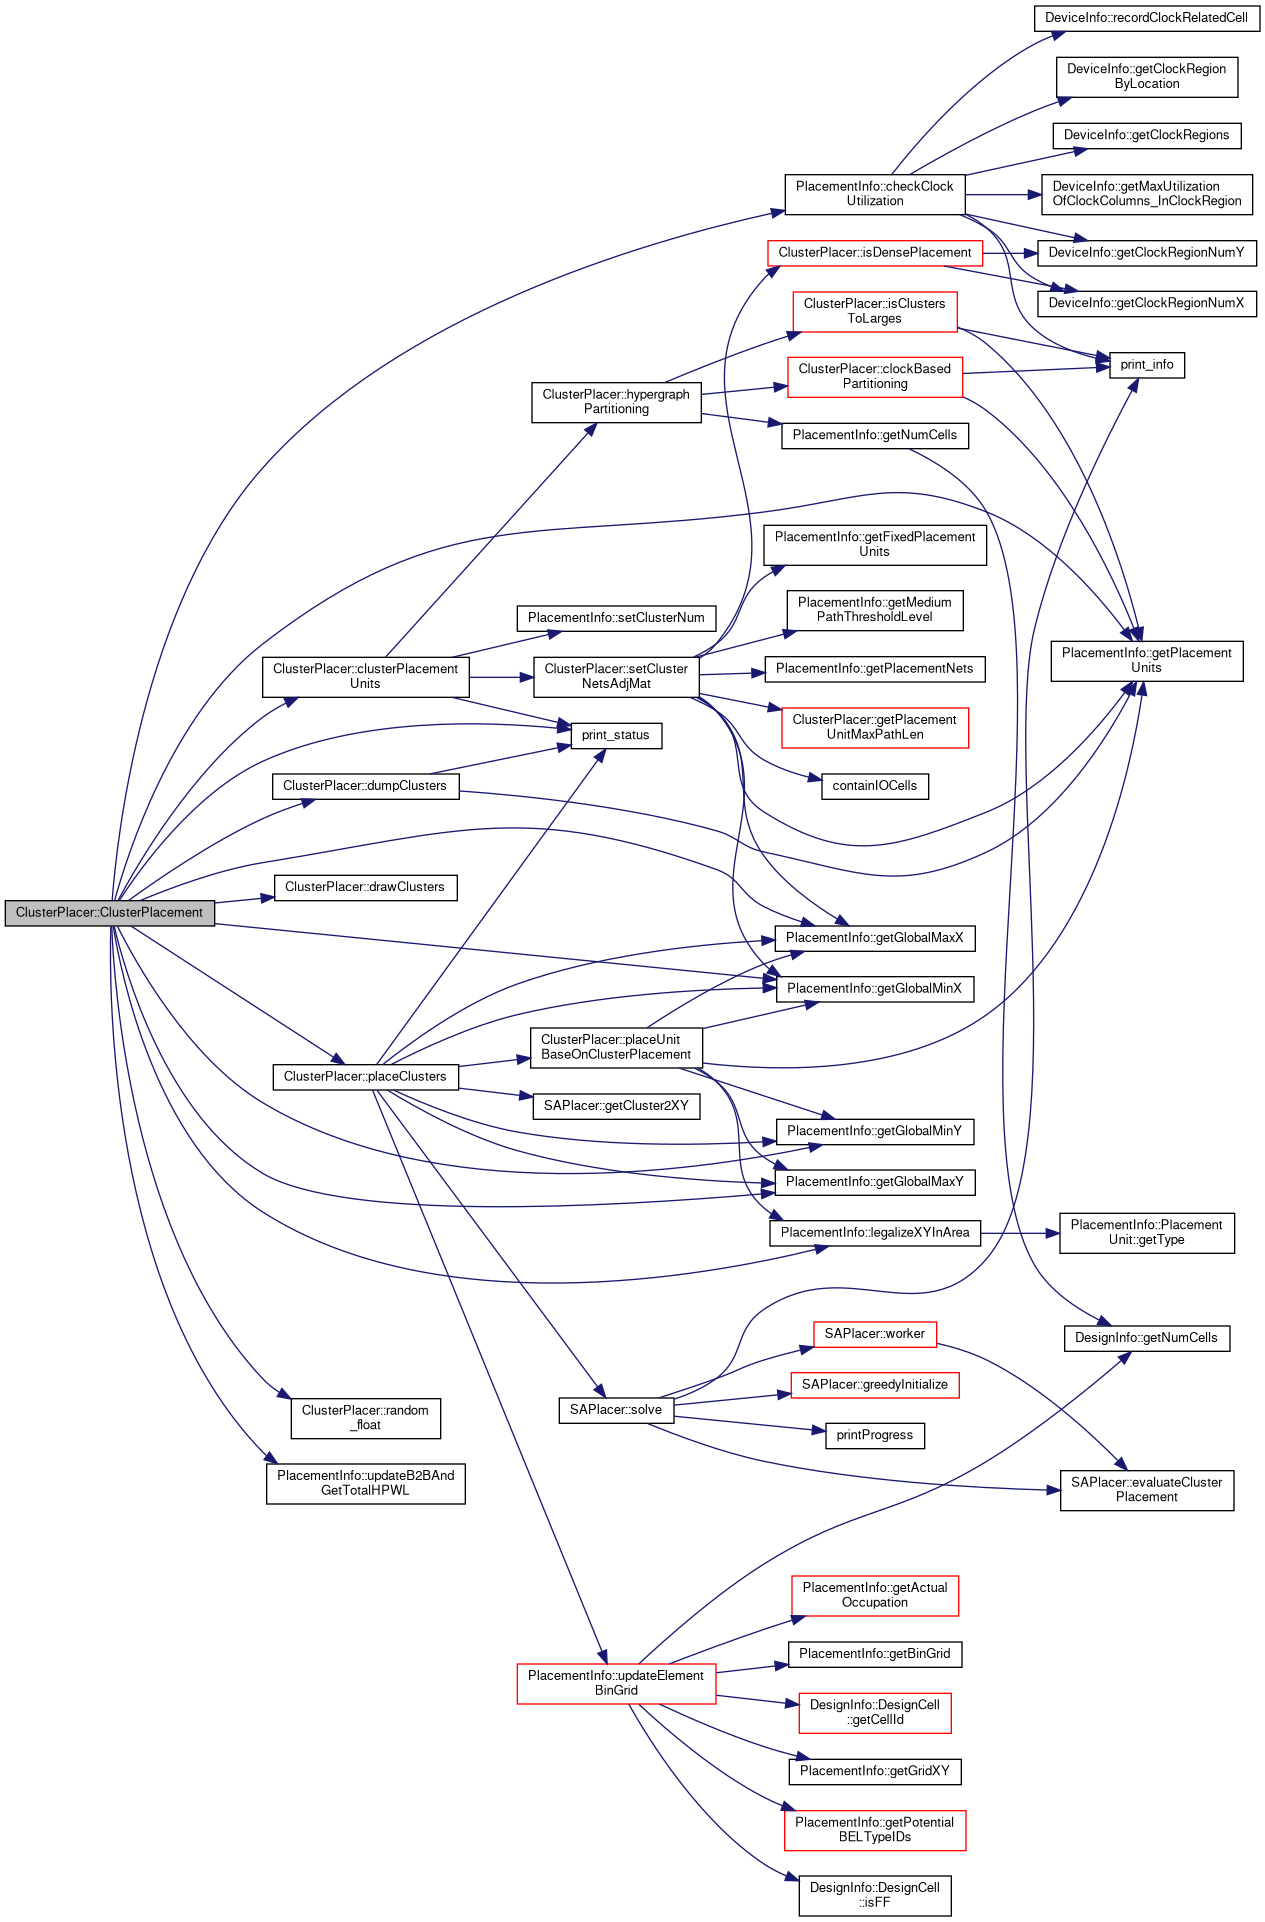 DeviceInfo::recordClockRelatedCell
DeviceInfo::getClockRegion
ByLocation
DeviceInfo::getClockRegions
PlacementInfo::checkClock
Utilization
DeviceInfo::getMaxUtilization
OfClockColumns_InClockRegion
ClusterPlacer::isDensePlacement
DeviceInfo::getClockRegionNumY
ClusterPlacer::isClusters
ToLarges
DeviceInfo::getClockRegionNumX
print_info
ClusterPlacer::hypergraph
Partitioning
ClusterPlacer::clockBased
Partitioning
PlacementInfo::getNumCells
PlacementInfo::getFixedPlacement
Units
PlacementInfo::setClusterNum
PlacementInfo::getMedium
PathThresholdLevel
ClusterPlacer::clusterPlacement
Units
ClusterPlacer::setCluster
NetsAdjMat
PlacementInfo::getPlacementNets
PlacementInfo::getPlacement
Units
print_status
ClusterPlacer::getPlacement
UnitMaxPathLen
ClusterPlacer::dumpClusters
containIOCells
ClusterPlacer::drawClusters
ClusterPlacer::ClusterPlacement
PlacementInfo::getGlobalMaxX
PlacementInfo::getGlobalMinX
ClusterPlacer::placeUnit
BaseOnClusterPlacement
ClusterPlacer::placeClusters
SAPlacer::getCluster2XY
PlacementInfo::getGlobalMinY
PlacementInfo::getGlobalMaxY
PlacementInfo::legalizeXYInArea
PlacementInfo::Placement
Unit::getType
SAPlacer::worker
DesignInfo::getNumCells
SAPlacer::greedyInitialize
SAPlacer::solve
ClusterPlacer::random
_float
printProgress
PlacementInfo::updateB2BAnd
GetTotalHPWL
SAPlacer::evaluateCluster
Placement
PlacementInfo::getActual
Occupation
PlacementInfo::getBinGrid
PlacementInfo::updateElement
BinGrid
DesignInfo::DesignCell
::getCellId
PlacementInfo::getGridXY
PlacementInfo::getPotential
BELTypeIDs
DesignInfo::DesignCell
::isFF